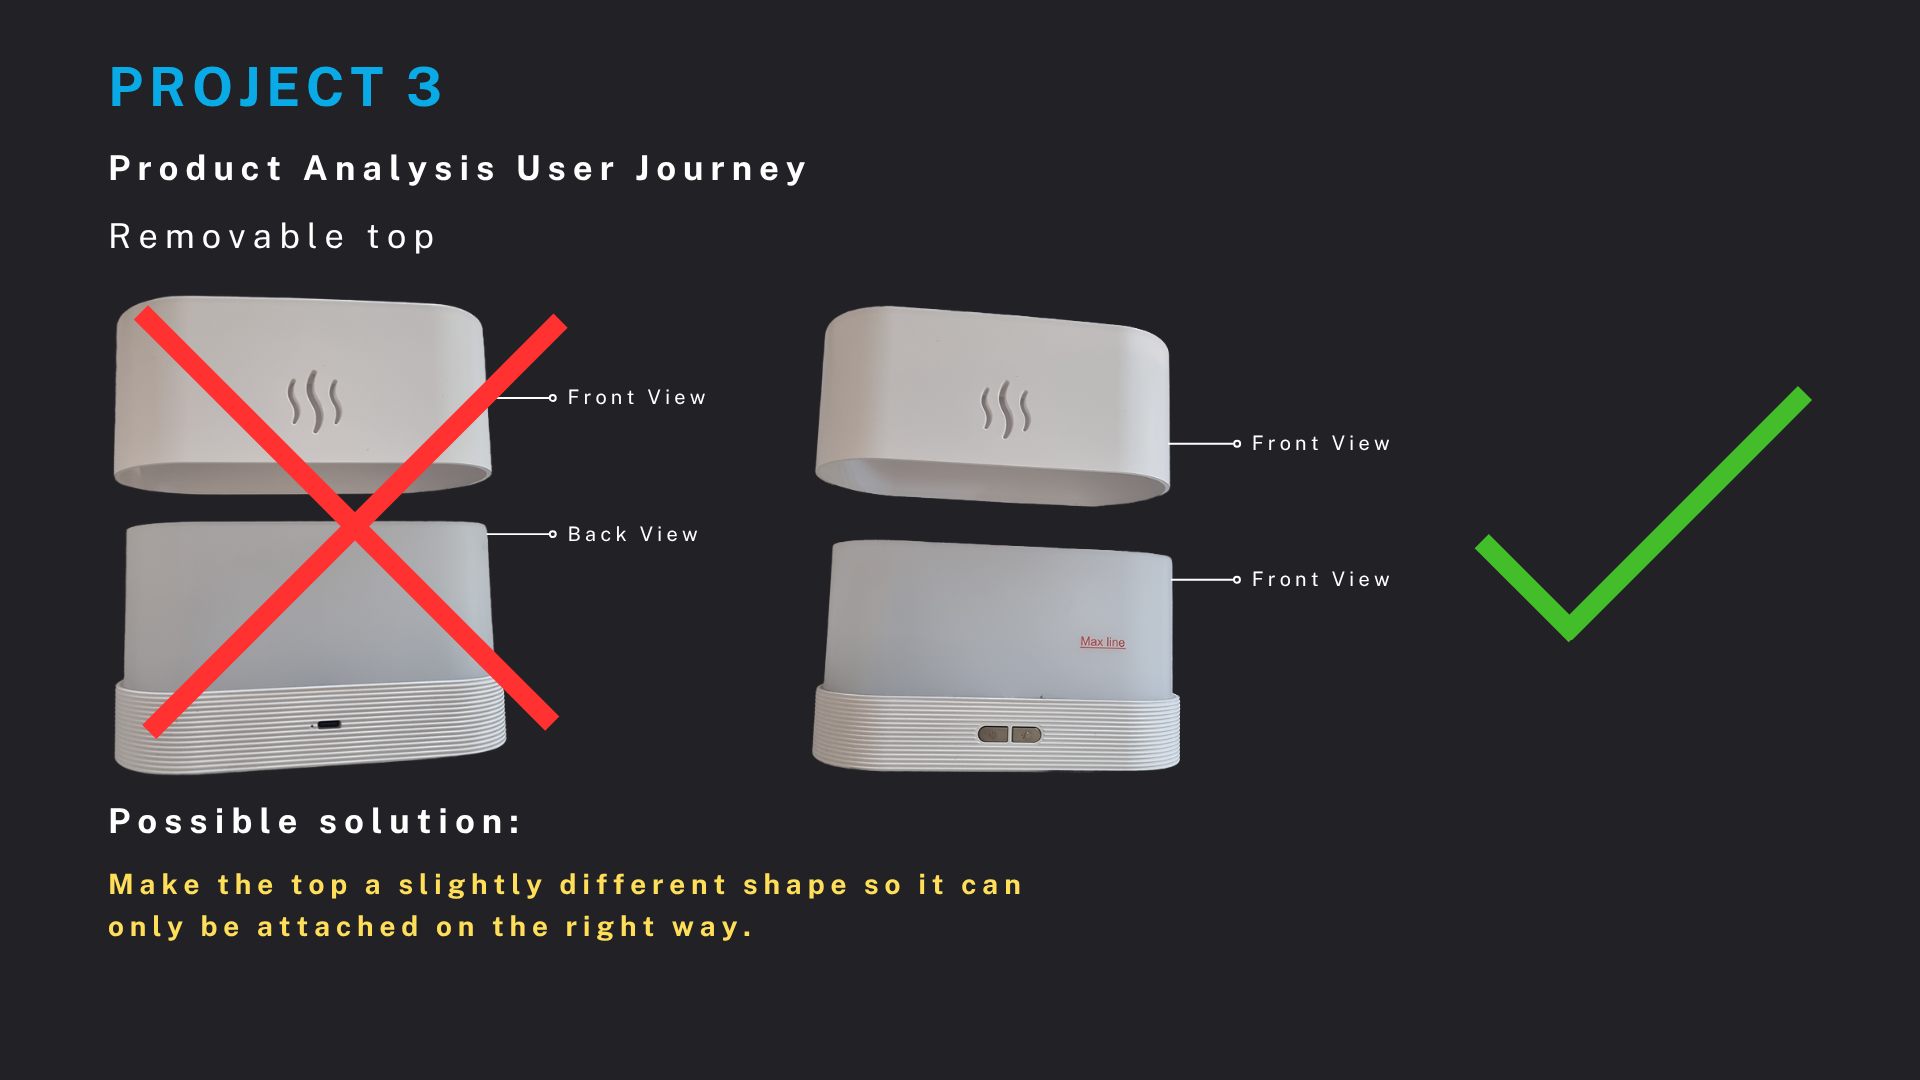 PROJECT 3
Product Analysis User Journey
Removable top
Front View
Back View
Front View
Front View
Max line
Possible solution:
Make the top a slightly different shape so it can
only be attached on the right way.